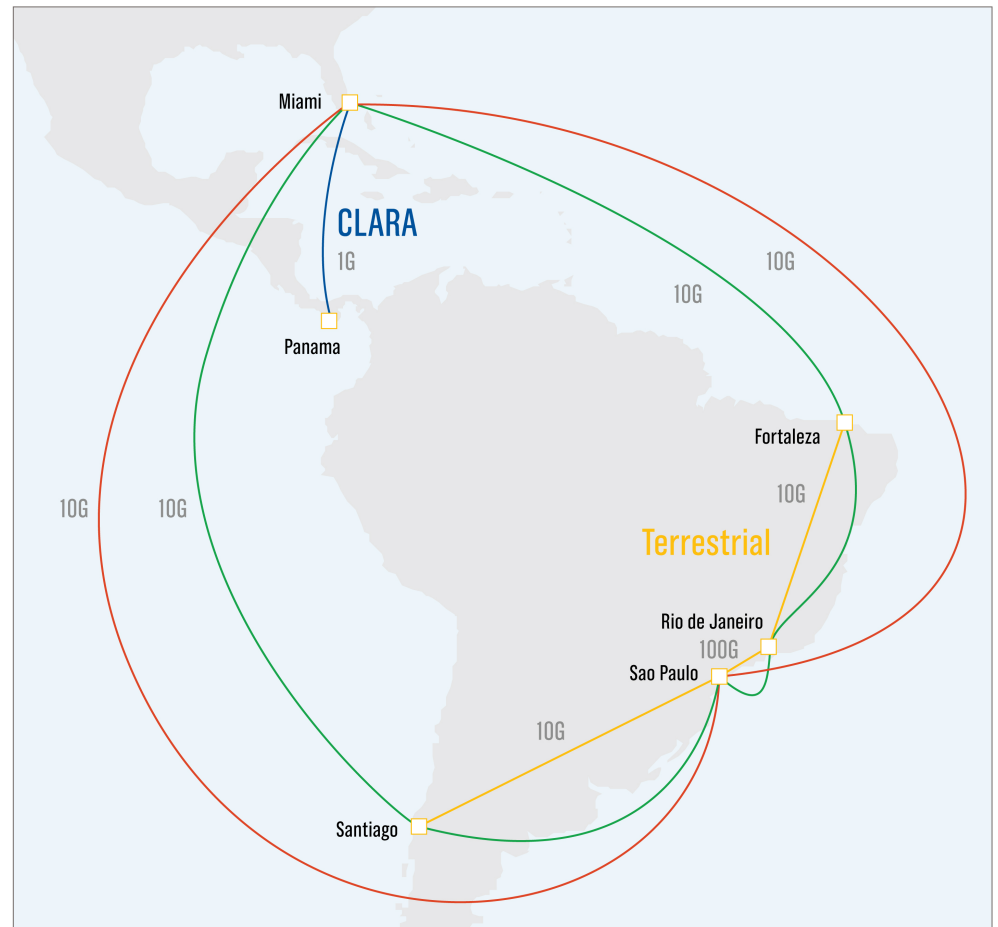 Miami
CLARA
1G
10G
10G
Panama
Fortaleza
10G
10G
10G
Terrestrial
Rio de Janeiro
100G
Sao Paulo
10G
Santiago